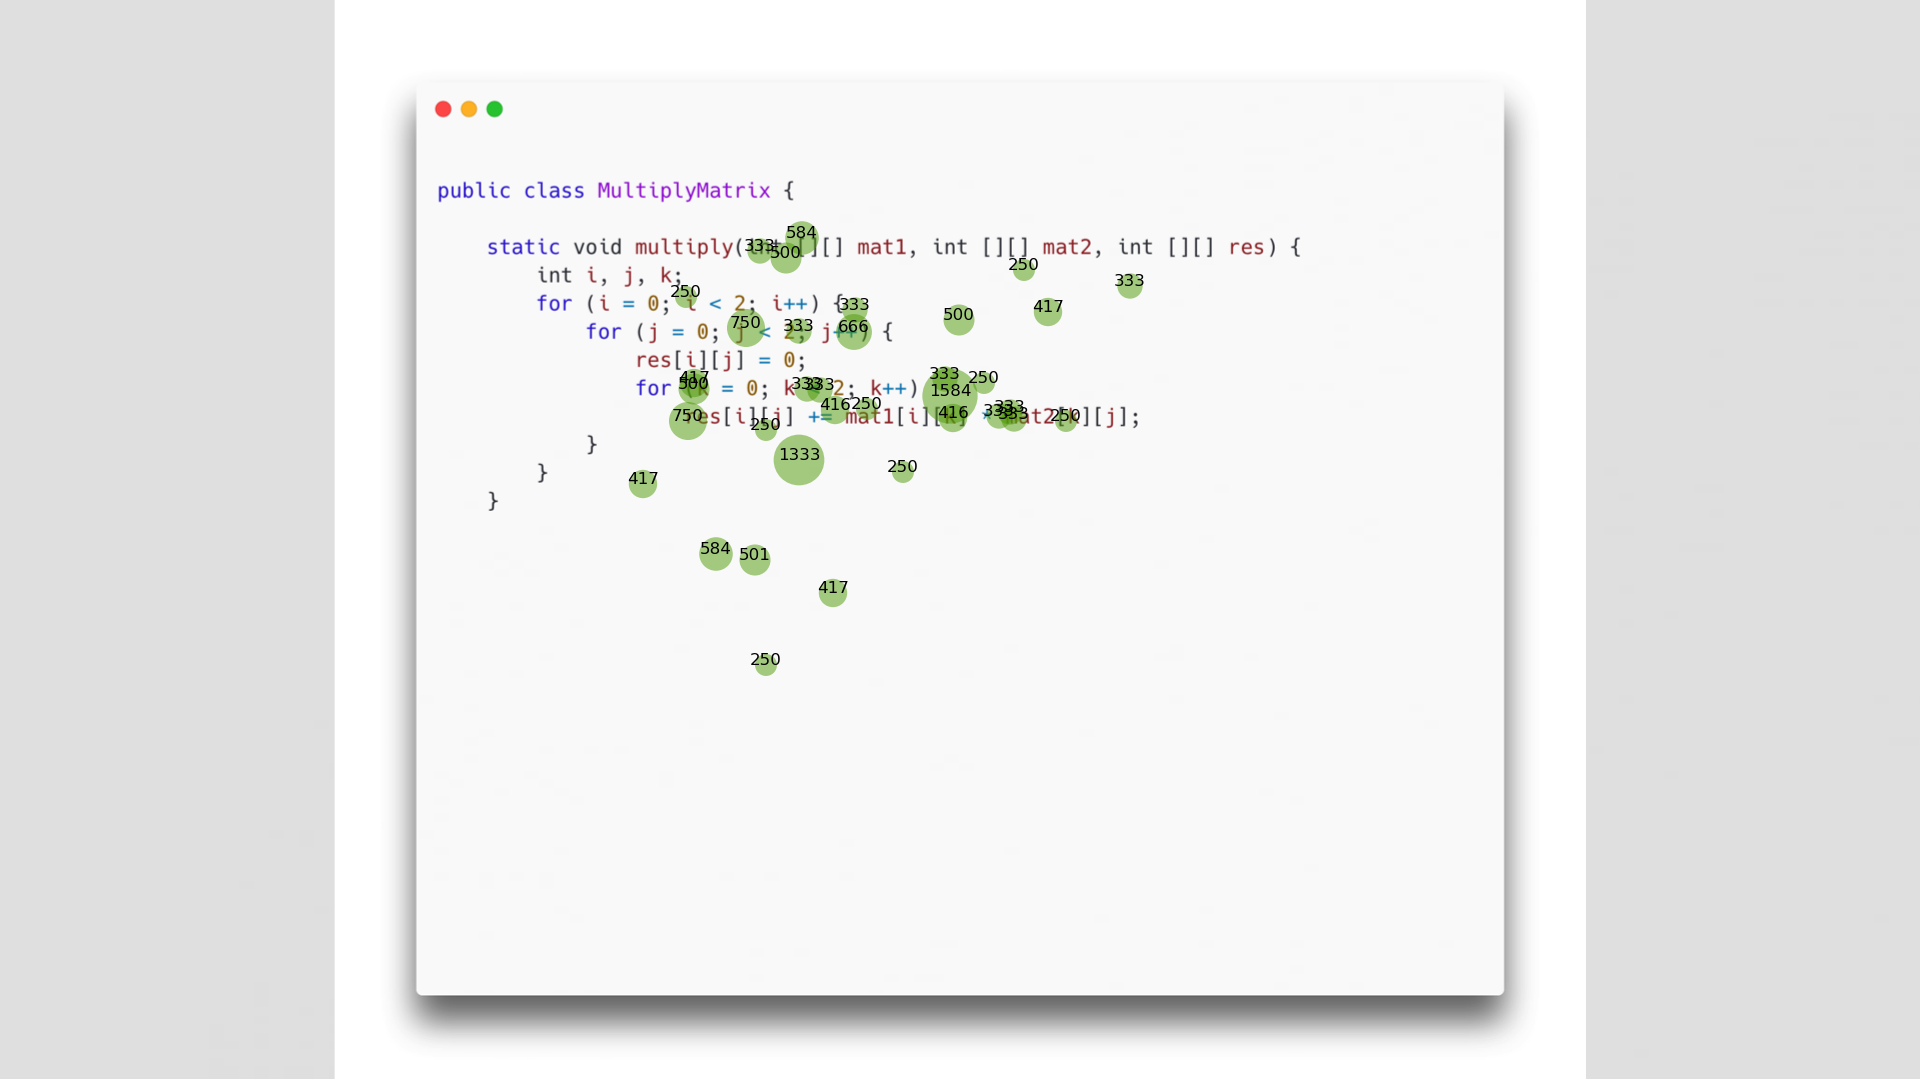 public class MultiplyMatrix {
static void multiply( [][] mat1, int [][] mat2, int [][] res) {
333 584 500
int i, j, k;
250 333
for (i = 0; i < 2; i++) {
250 333 500 417
for (j = 0; j < 2; j++) {
750 333 666
res[i][j] = 0;
for = 0; k 2; k++)
417 500 333 333 333 1584 250
res[i][j] += mat1[i][k] * mat2[k][j];
750 250 416 250 416 333 333 333 250
}
1333
}
417 250
}
584 501
417
250